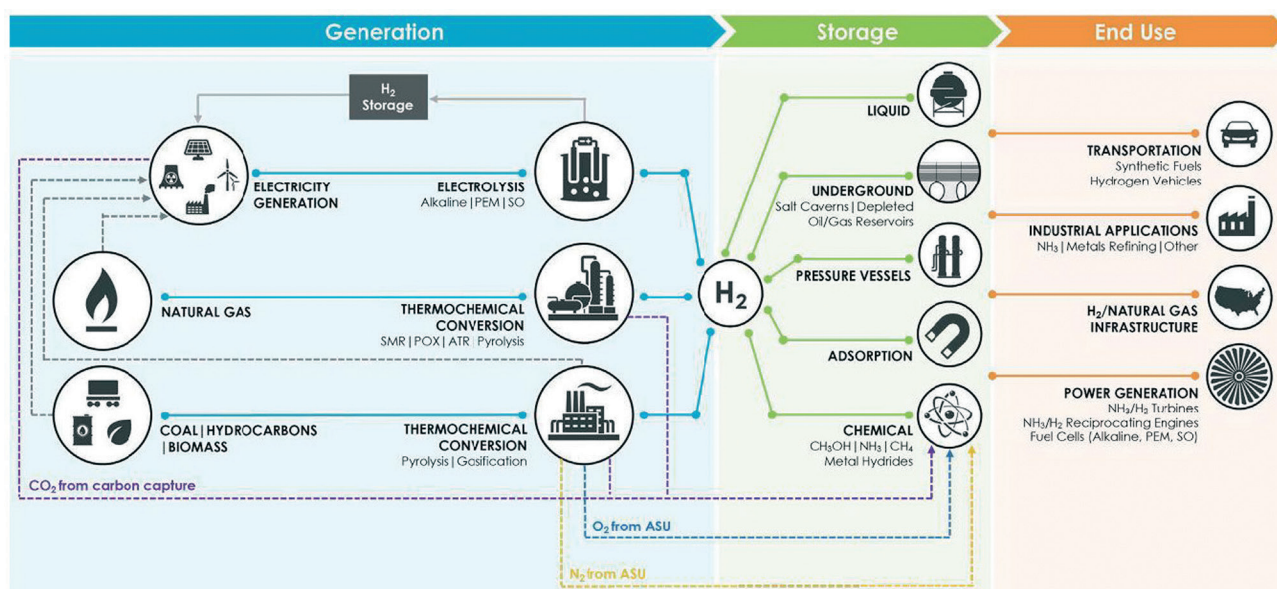 Generation
Storage
End Use
H₂
Storage
ELECTRICITY
GENERATION
ELECTROLYSIS
Alkaline|PEM|SO
NATURAL GAS
THERMOCHEMICAL
CONVERSION
SMR|POX|ATR|Pyrolysis
COAL|HYDROCARBONS
|BIOMASS
THERMOCHEMICAL
CONVERSION
Pyrolysis|Gasification
CO₂ from carbon capture
O₂ from ASU
N₂ from ASU
H₂
LIQUID
UNDERGROUND
Salt Caverns|Depleted
Oil/Gas Reservoirs
PRESSURE VESSELS
ADSORPTION
CHEMICAL
CH₃OH|NH₃|CH₄
Metal Hydrides
TRANSPORTATION
Synthetic Fuels
Hydrogen Vehicles
INDUSTRIAL APPLICATIONS
NH₃|Metals Refining|Other
H₂/NATURAL GAS
INFRASTRUCTURE
POWER GENERATION
NH₃/H₂ Turbines
NH₃/H₂ Reciprocating Engines
Fuel Cells (Alkaline, PEM, SO)